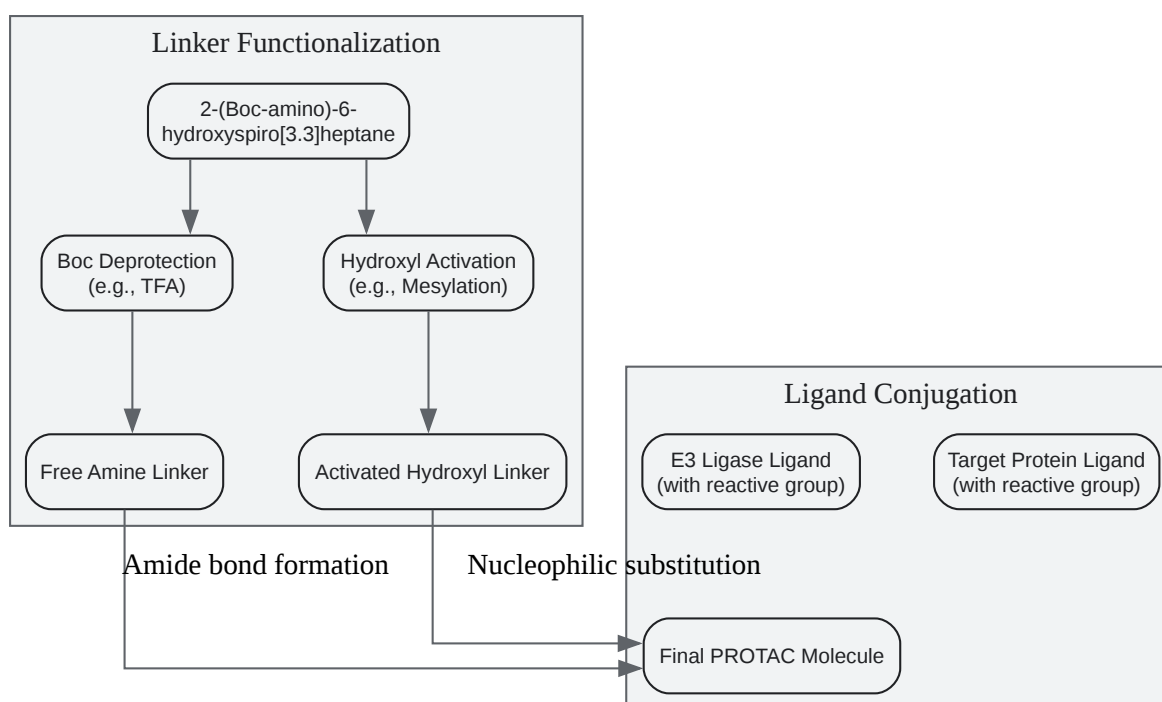 Linker Functionalization
2-(Boc-amino)-6-
hydroxyspiro[3.3]heptane
Boc Deprotection
(e.g., TFA)
Hydroxyl Activation
(e.g., Mesylation)
Free Amine Linker
Activated Hydroxyl Linker
Ligand Conjugation
E3 Ligase Ligand
(with reactive group)
Target Protein Ligand
(with reactive group)
Amide bond formation
Nucleophilic substitution
Final PROTAC Molecule